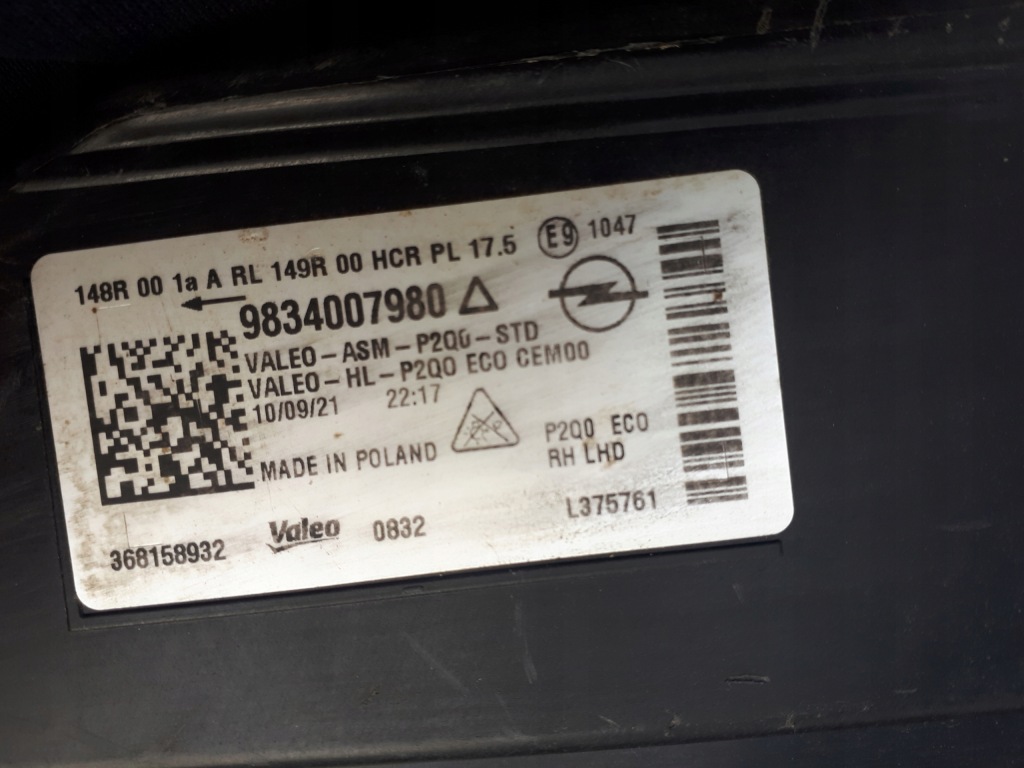 148R 00 1a A RL 149R 00 HCR PL 17.5 E9 1047
9834007980
VALEO-ASM-P2Q0-STD
VALEO-HL-P2Q0 ECO CEM00
10/09/21 22:17
MADE IN POLAND
P2Q0 ECO
RH LHD
368158932 Valeo 0832 L375761